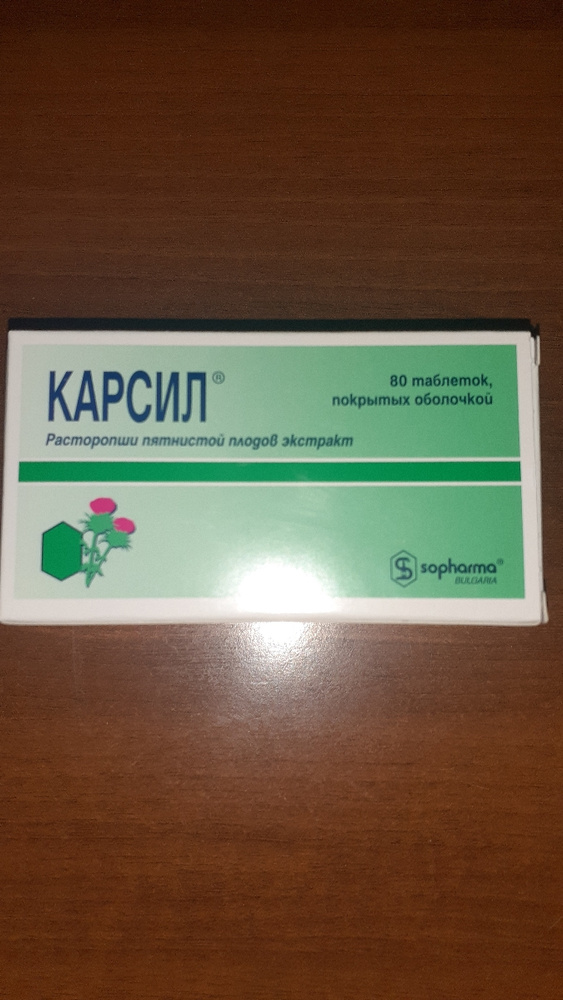 КАРСИЛ®
80 таблеток,
покрытых оболочкой
Расторопши пятнистой плодов экстракт
sopharma®
BULGARIA